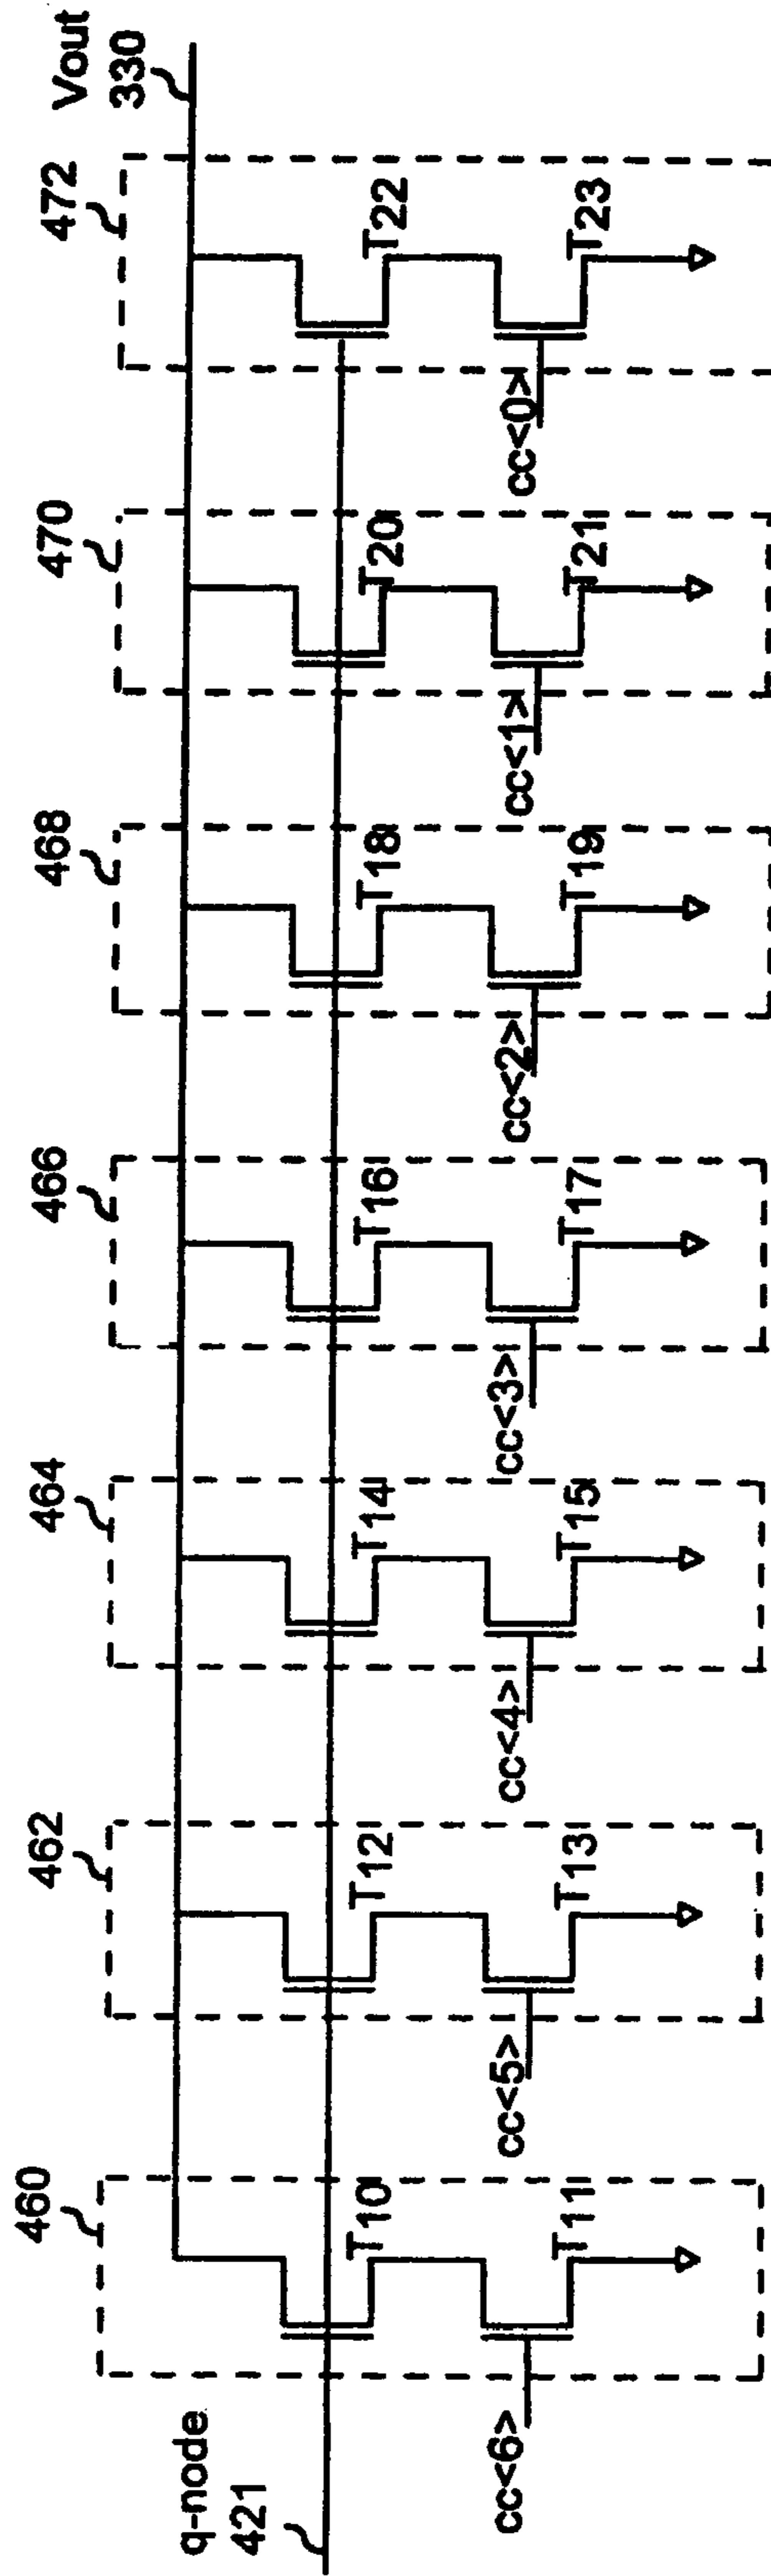 Vout
330
472
T22
T23
cc<0>
470
T20
T21
cc<1>
468
T18
T19
cc<2>
466
T16
T17
cc<3>
464
T14
T15
cc<4>
462
T12
T13
cc<5>
460
T10
T11
cc<6>
q-node
421